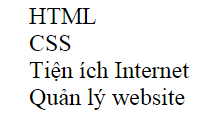 HTML
CSS
Tiện ích Internet
Quản lý website